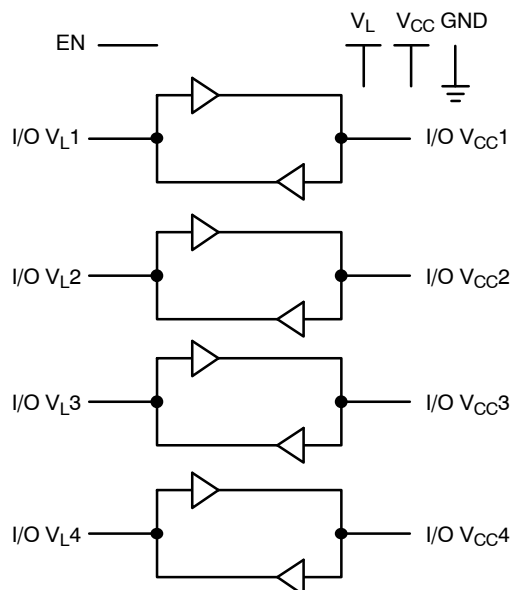 V_L V_CC GND
EN
I/O V_L1 I/O V_CC1
I/O V_L2 I/O V_CC2
I/O V_L3 I/O V_CC3
I/O V_L4 I/O V_CC4